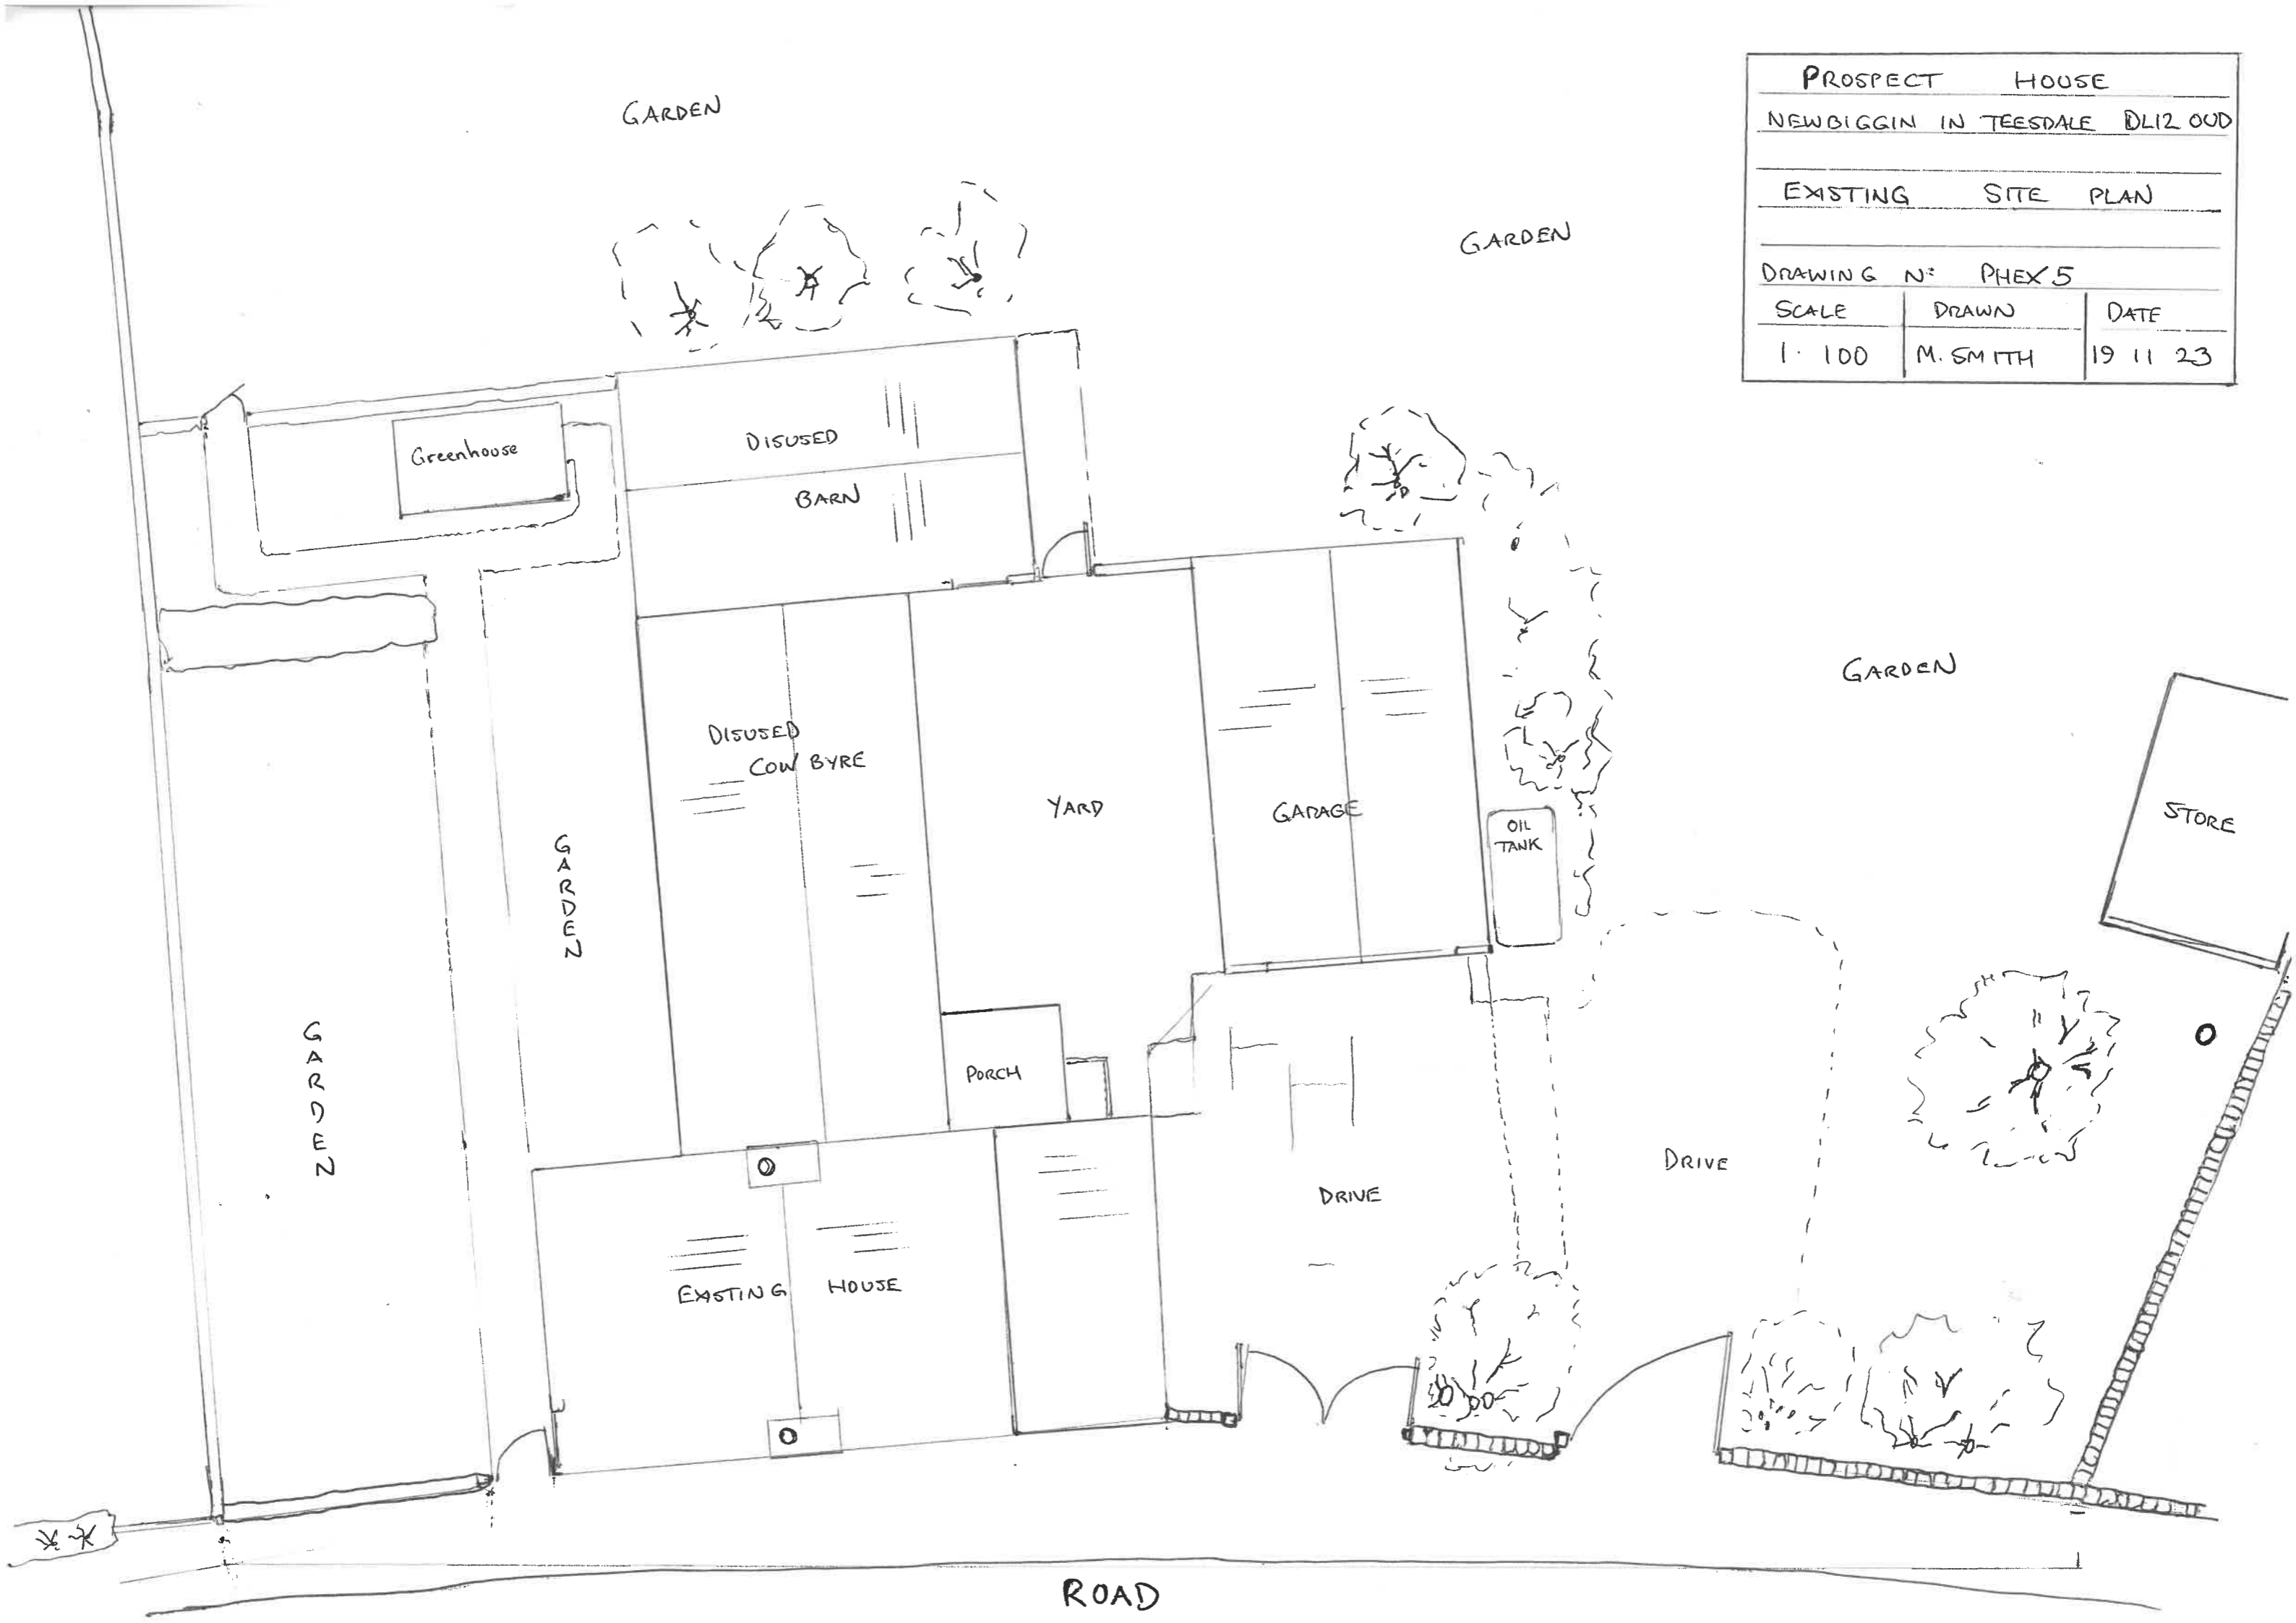 PROSPECT HOUSE
NEWBIGGIN IN TEESDALE DL12 0UD
EXISTING SITE PLAN
DRAWING Nº PHEX 5
SCALE DRAWN DATE
1 : 100 M. SMITH 19 11 23
GARDEN
GARDEN
Greenhouse
DISUSED
BARN
GARDEN
DISUSED
COW BYRE
YARD
GARAGE
OIL
TANK
STORE
GARDEN
GARDEN
PORCH
DRIVE
DRIVE
EXISTING HOUSE
ROAD